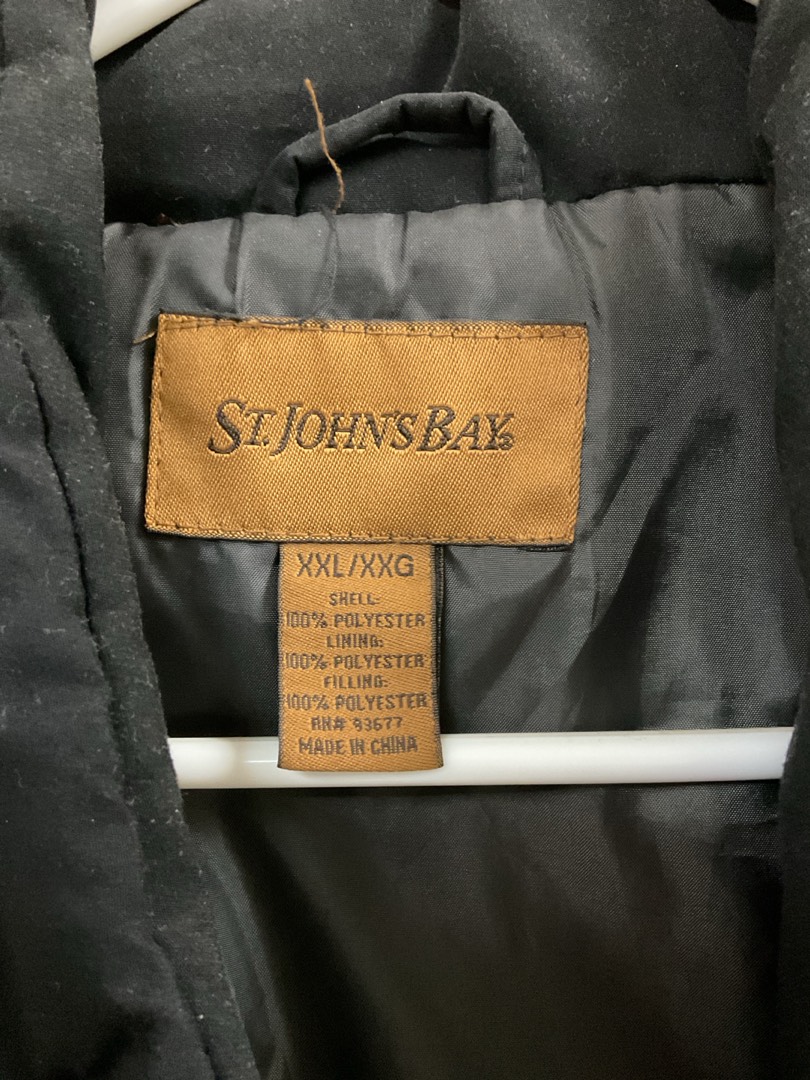 ST. JOHN'S BAY®
XXL/XXG
SHELL:
100% POLYESTER
LINING:
100% POLYESTER
FILLING:
100% POLYESTER
RN# 93677
MADE IN CHINA